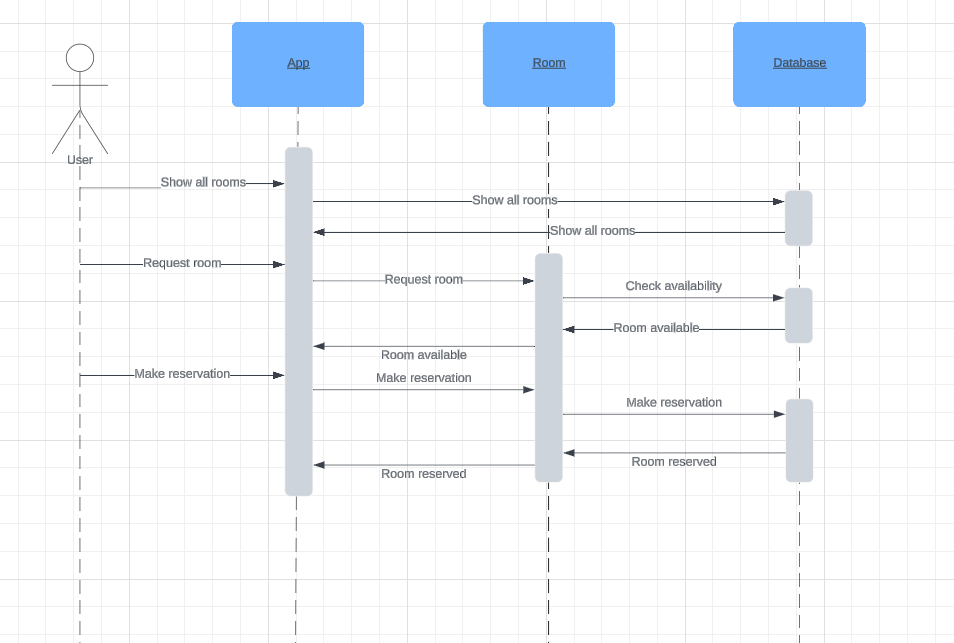 App
Room
Database
User
Show all rooms
Show all rooms
Show all rooms
Request room
Request room
Check availability
Room available
Room available
Make reservation
Make reservation
Make reservation
Room reserved
Room reserved